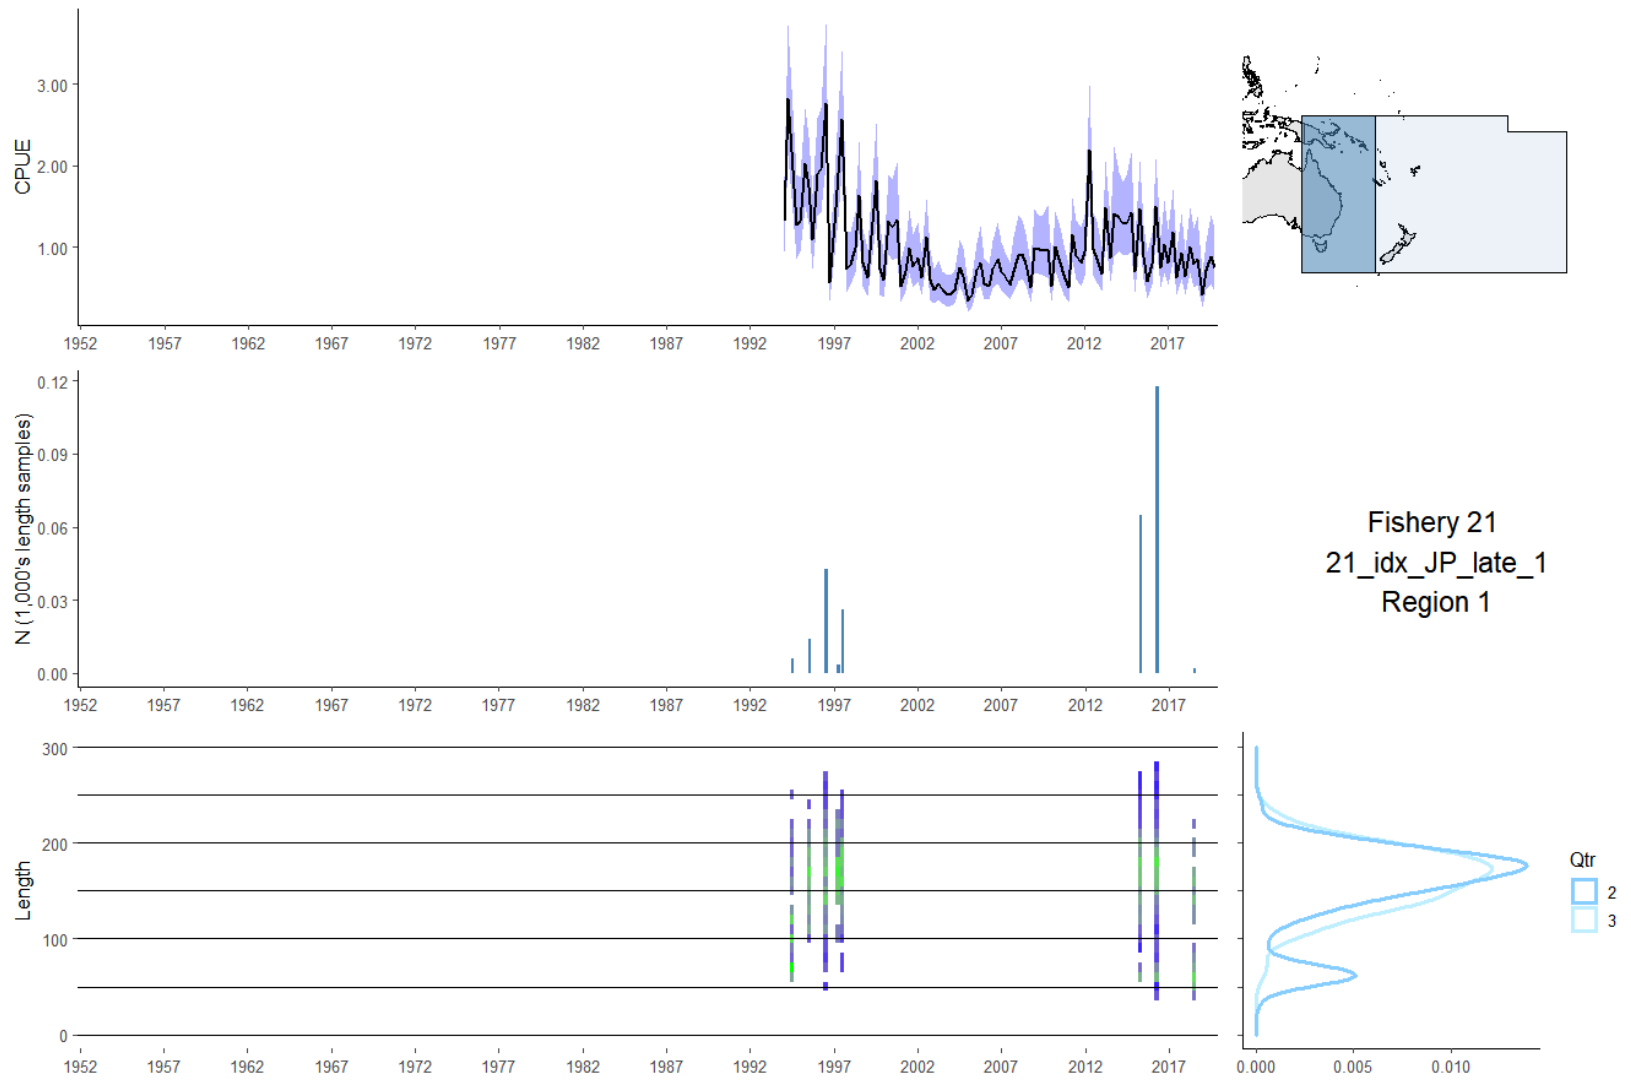 CPUE
3.00
2.00
1.00
1952 1957 1962 1967 1972 1977 1982 1987 1992 1997 2002 2007 2012 2017
N (1,000's length samples)
0.12
0.09
0.06
0.03
0.00
1952 1957 1962 1967 1972 1977 1982 1987 1992 1997 2002 2007 2012 2017
Fishery 21
21_idx_JP_late_1
Region 1
Length
300
200
100
0
1952 1957 1962 1967 1972 1977 1982 1987 1992 1997 2002 2007 2012 2017
0.000 0.005 0.010
Qtr
2
3